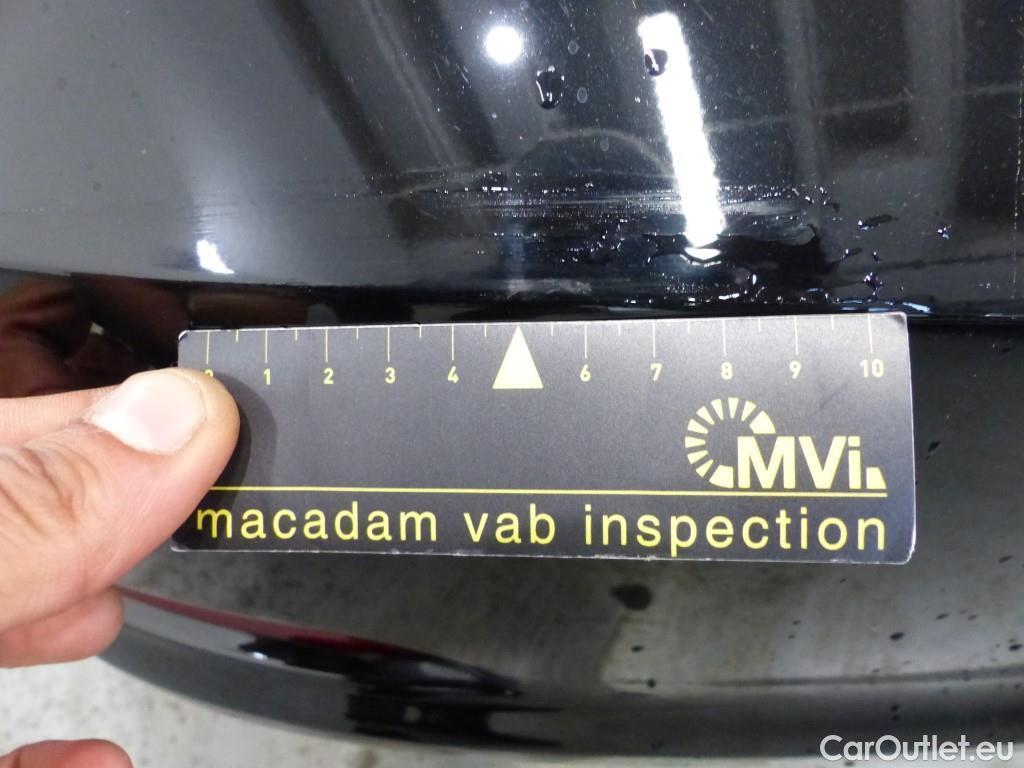 0 1 2 3 4 6 7 8 9 10
MVi
macadam vab inspection
CarOutlet.eu